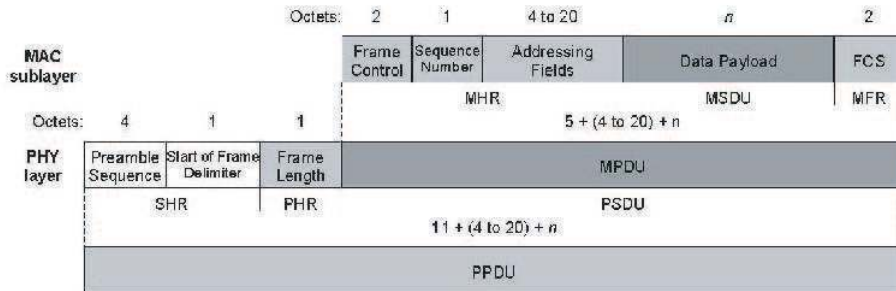 Octets: 2 1 4 to 20 n 2
MAC sublayer
Frame Control
Sequence Number
Addressing Fields
Data Payload
FCS
MHR MSDU MFR
Octets: 4 1 1 5 + (4 to 20) + n
PHY layer
Preamble Sequence
Start of Frame Delimiter
Frame Length
MPDU
SHR PHR PSDU
11 + (4 to 20) + n
PPDU